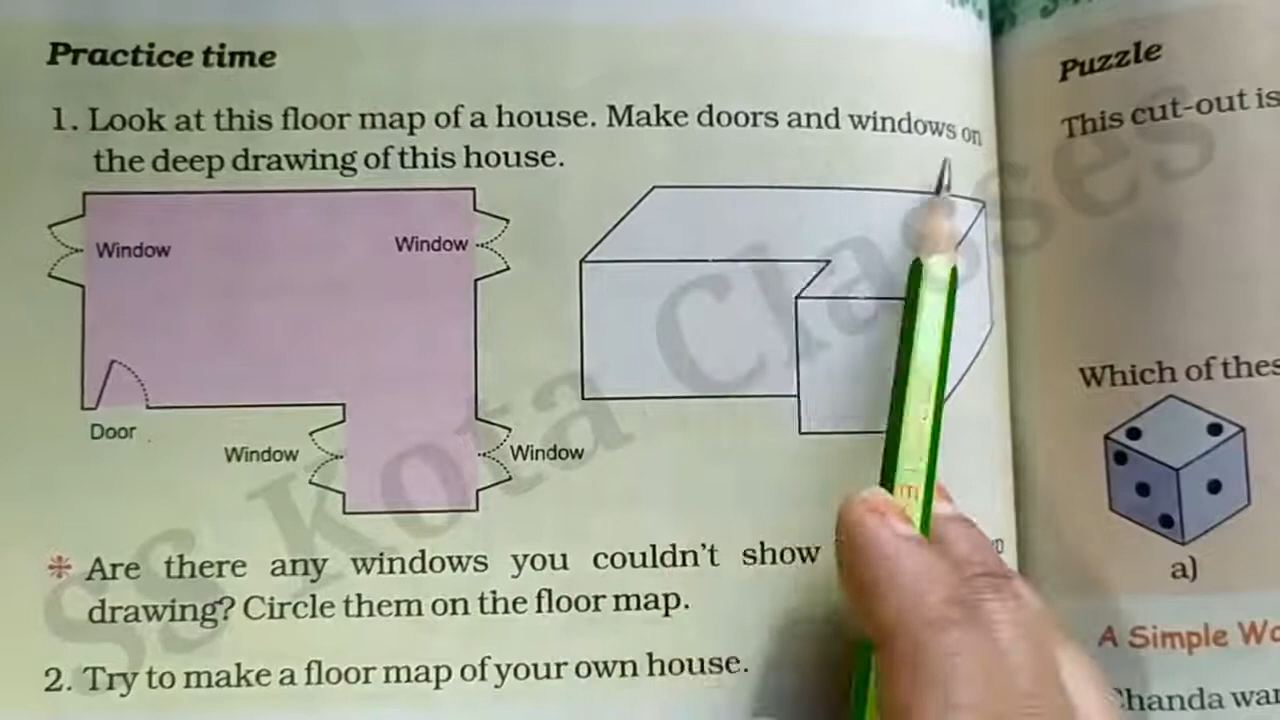 Practice time
1. Look at this floor map of a house. Make doors and windows on
the deep drawing of this house.
Window
Window
Door
Window
Window
Are there any windows you couldn't show
drawing? Circle them on the floor map.
2. Try to make a floor map of your own house.
SS Kota Classes
Puzzle
This cut-out is
Which of thes
a)
A Simple Wo
Chanda war